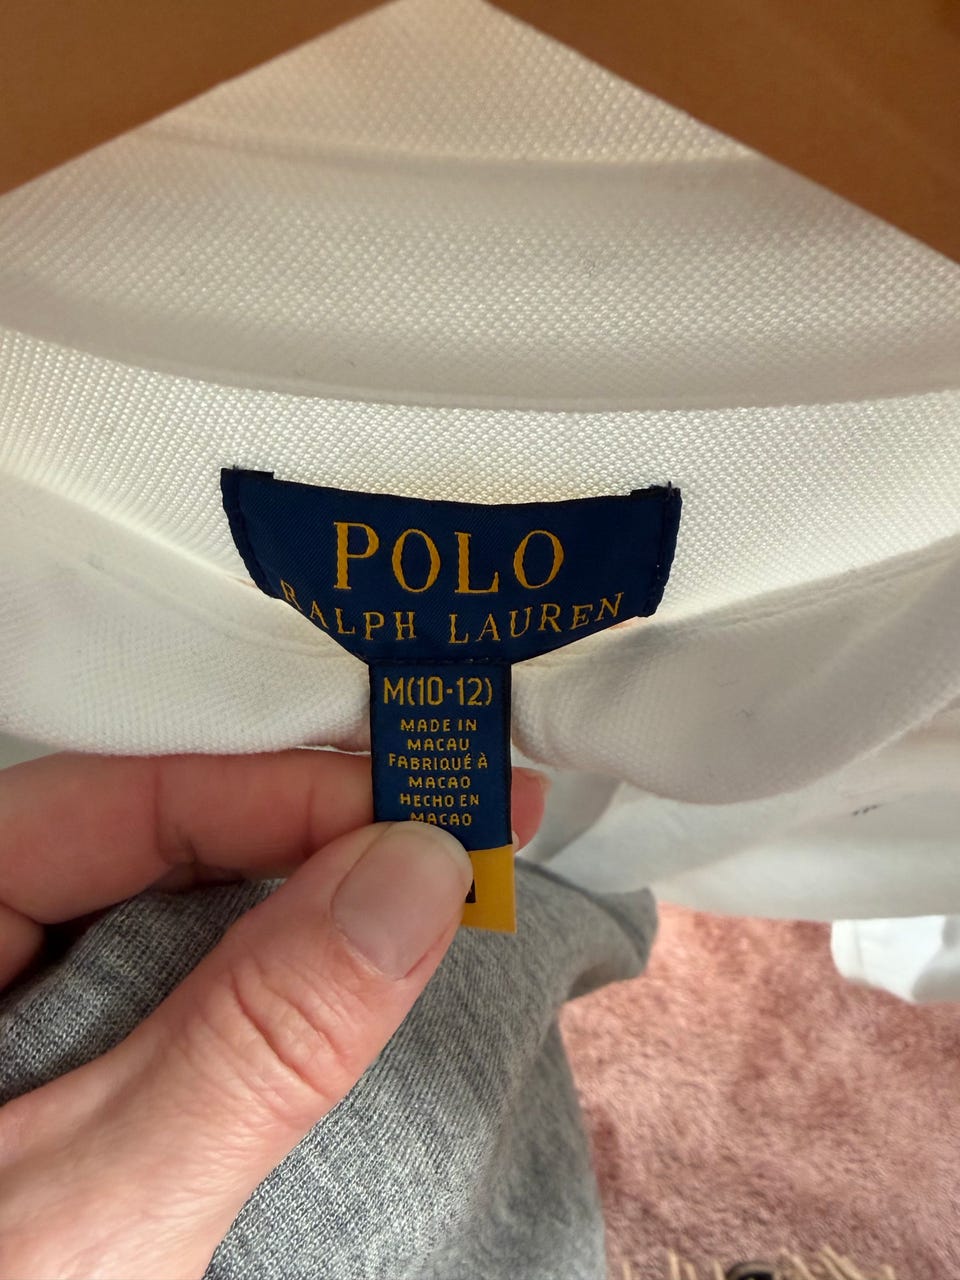 POLO
RALPH LAUREN
M(10-12)
MADE IN
MACAU
FABRIQUÉ À
MACAO
HECHO EN
MACAO